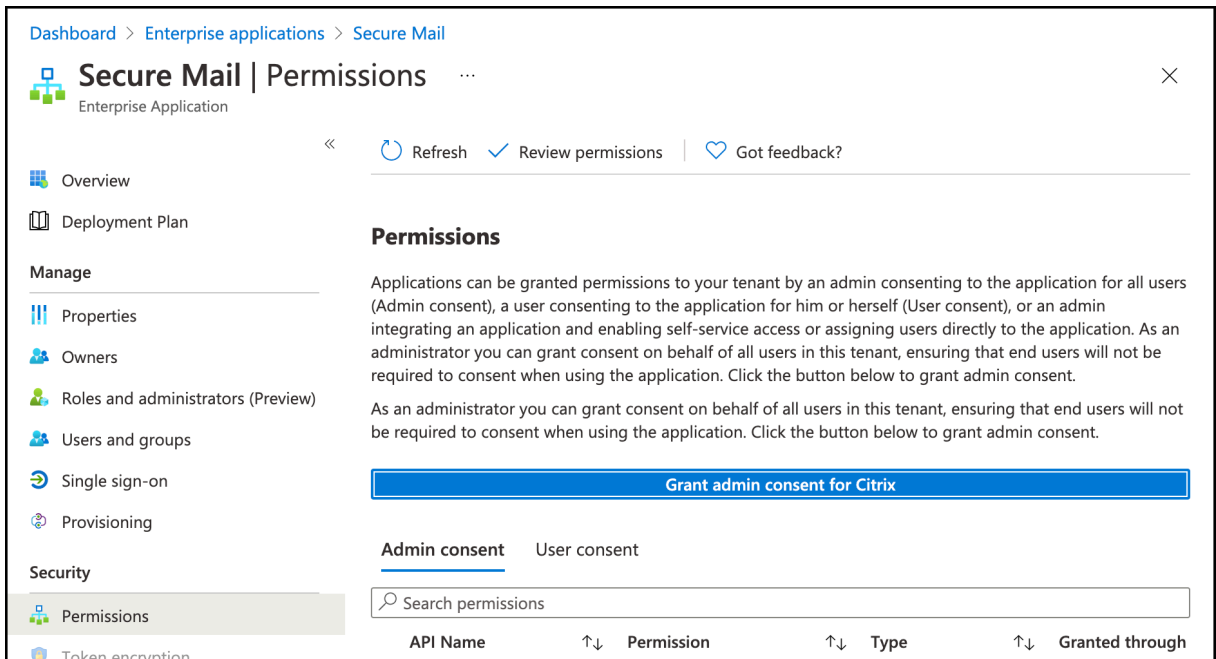 Dashboard > Enterprise applications > Secure Mail
Secure Mail | Permissions ...
Enterprise Application
«
Overview
Deployment Plan
Manage
Properties
Owners
Roles and administrators (Preview)
Users and groups
Single sign-on
Provisioning
Security
Permissions
Token encryption
Refresh Review permissions Got feedback?
Permissions
Applications can be granted permissions to your tenant by an admin consenting to the application for all users
(Admin consent), a user consenting to the application for him or herself (User consent), or an admin
integrating an application and enabling self-service access or assigning users directly to the application. As an
administrator you can grant consent on behalf of all users in this tenant, ensuring that end users will not be
required to consent when using the application. Click the button below to grant admin consent.
As an administrator you can grant consent on behalf of all users in this tenant, ensuring that end users will not
be required to consent when using the application. Click the button below to grant admin consent.
Grant admin consent for Citrix
Admin consent User consent
Search permissions
API Name ↑↓ Permission ↑↓ Type ↑↓ Granted through